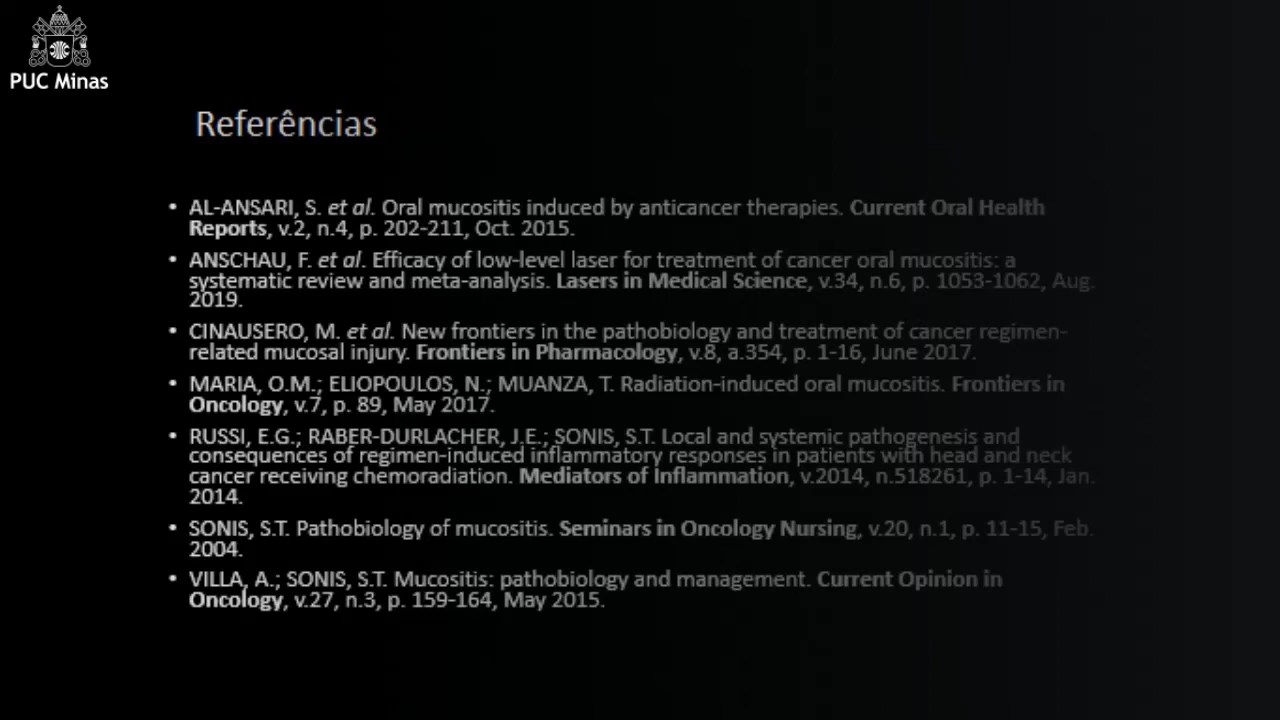 PUC Minas
Referências
• AL-ANSARI, S. et al. Oral mucositis induced by anticancer therapies. Current Oral Health
Reports, v.2, n.4, p. 202-211, Oct. 2015.
• ANSCHAU, F. et al. Efficacy of low-level laser for treatment of cancer oral mucositis: a
systematic review and meta-analysis. Lasers in Medical Science, v.34, n.6, p. 1053-1062, Aug.
2019.
• CINAUSERO, M. et al. New frontiers in the pathobiology and treatment of cancer regimen-
related mucosal injury. Frontiers in Pharmacology, v.8, a.354, p. 1-16, June 2017.
• MARIA, O.M.; ELIOPOULOS, N.; MUANZA, T. Radiation-induced oral mucositis. Frontiers in
Oncology, v.7, p. 89, May 2017.
• RUSSI, E.G.; RABER-DURLACHER, J.E.; SONIS, S.T. Local and systemic pathogenesis and
consequences of regimen-induced inflammatory responses in patients with head and neck
cancer receiving chemoradiation. Mediators of Inflammation, v.2014, n.518261, p. 1-14, Jan.
2014.
• SONIS, S.T. Pathobiology of mucositis. Seminars in Oncology Nursing, v.20, n.1, p. 11-15, Feb.
2004.
• VILLA, A.; SONIS, S.T. Mucositis: pathobiology and management. Current Opinion in
Oncology, v.27, n.3, p. 159-164, May 2015.